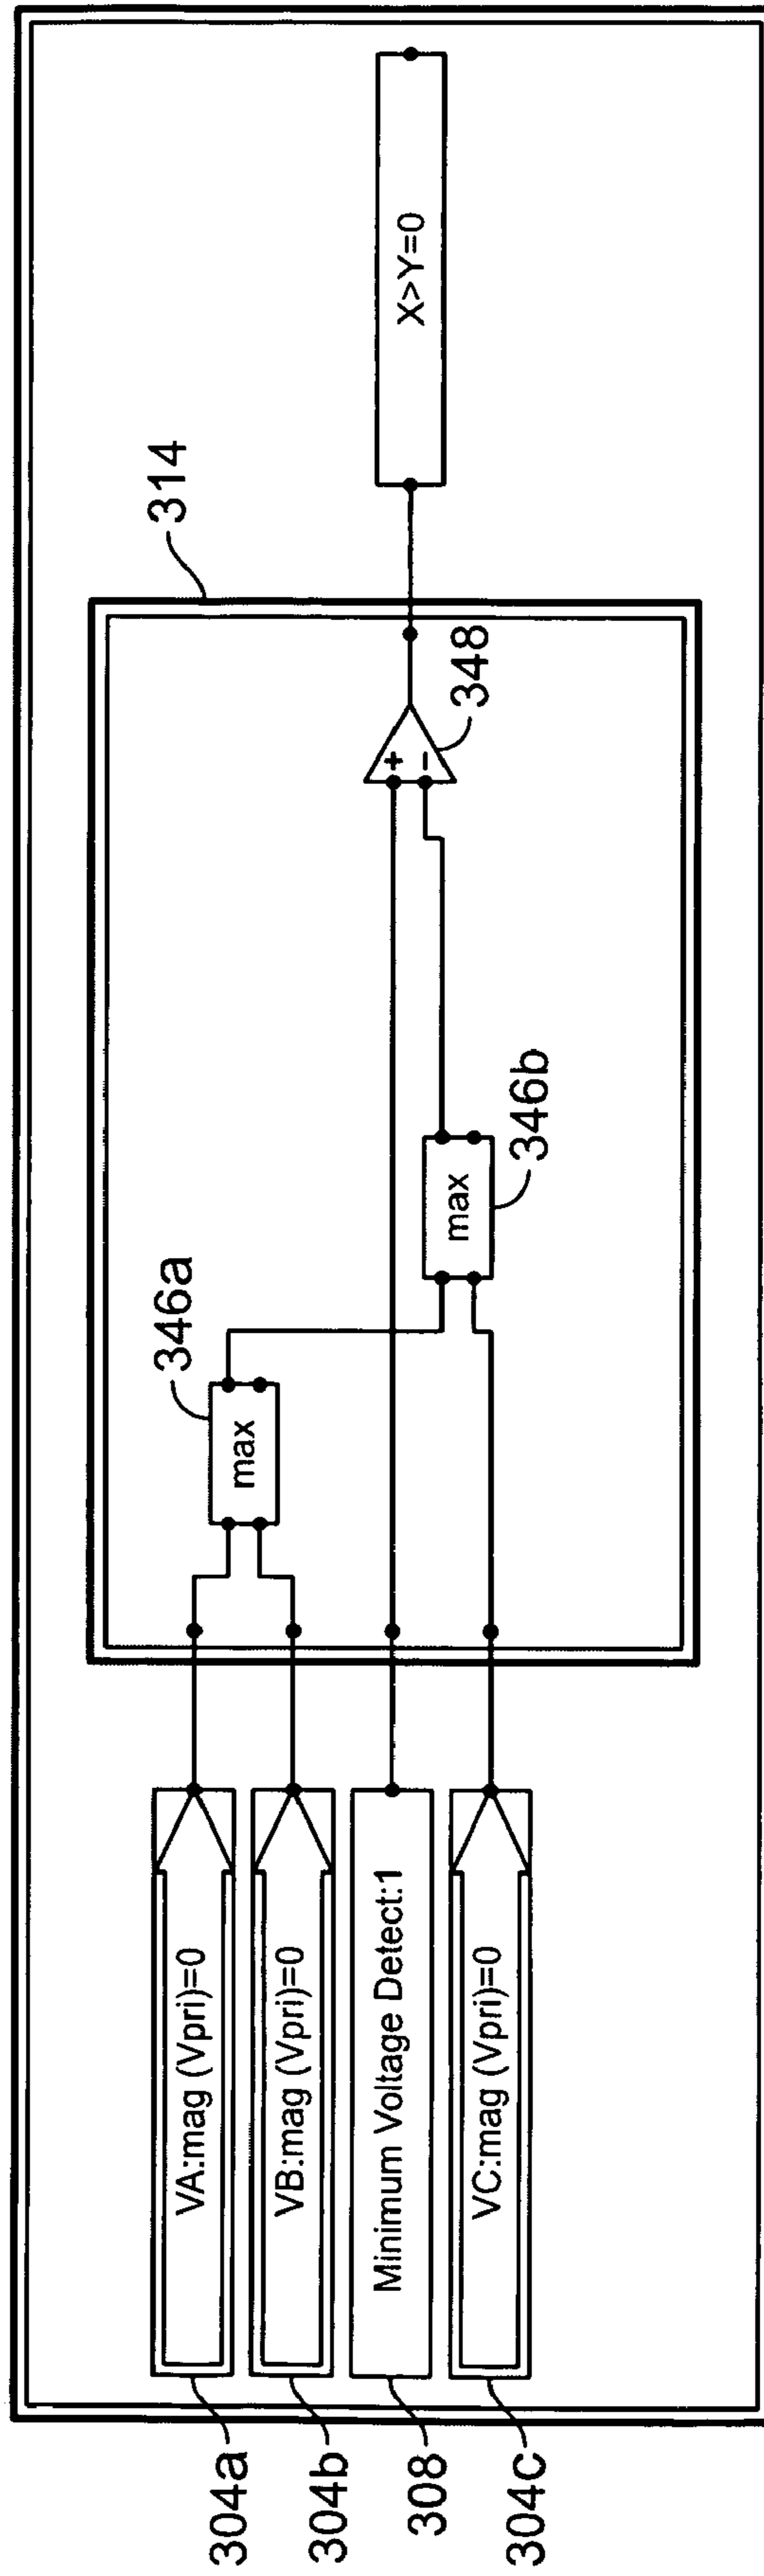 304a
VA:mag (Vpri)=0
304b
VB:mag (Vpri)=0
308
Minimum Voltage Detect:1
304c
VC:mag (Vpri)=0
346a
max
346b
max
+
−
348
314
X>Y=0